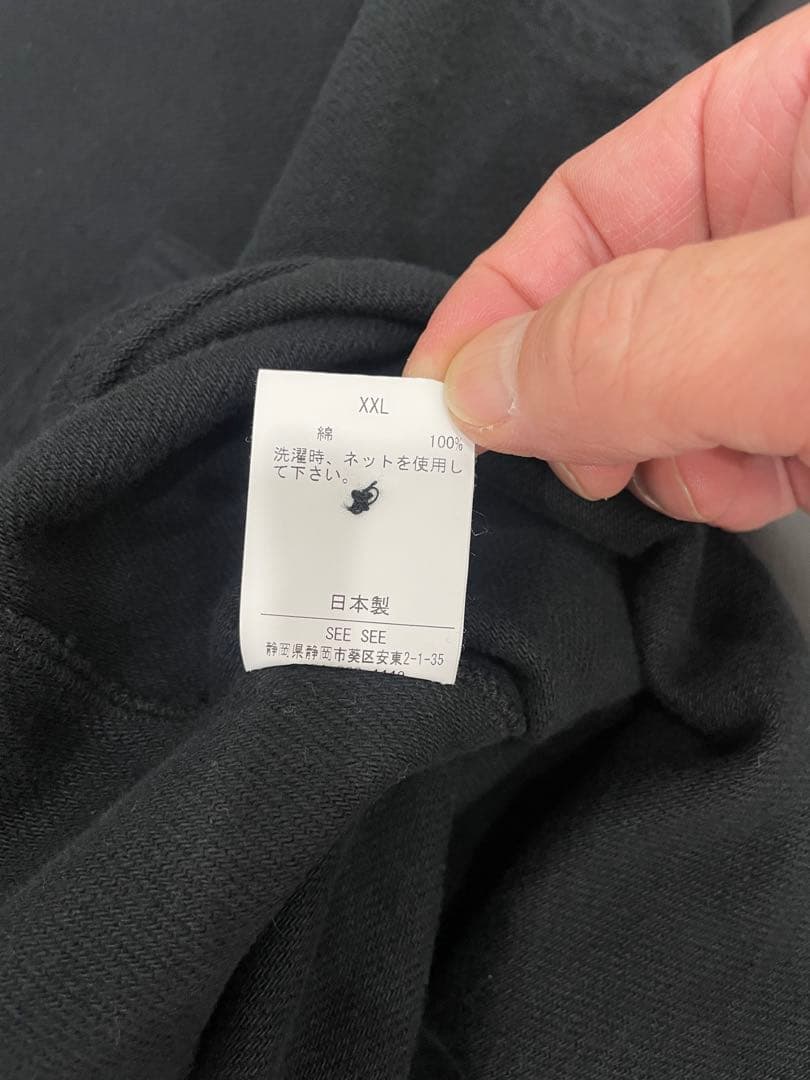 XXL
綿 100%
洗濯時、ネットを使用し
て下さい。
日本製
SEE SEE
静岡県静岡市葵区安東2-1-35